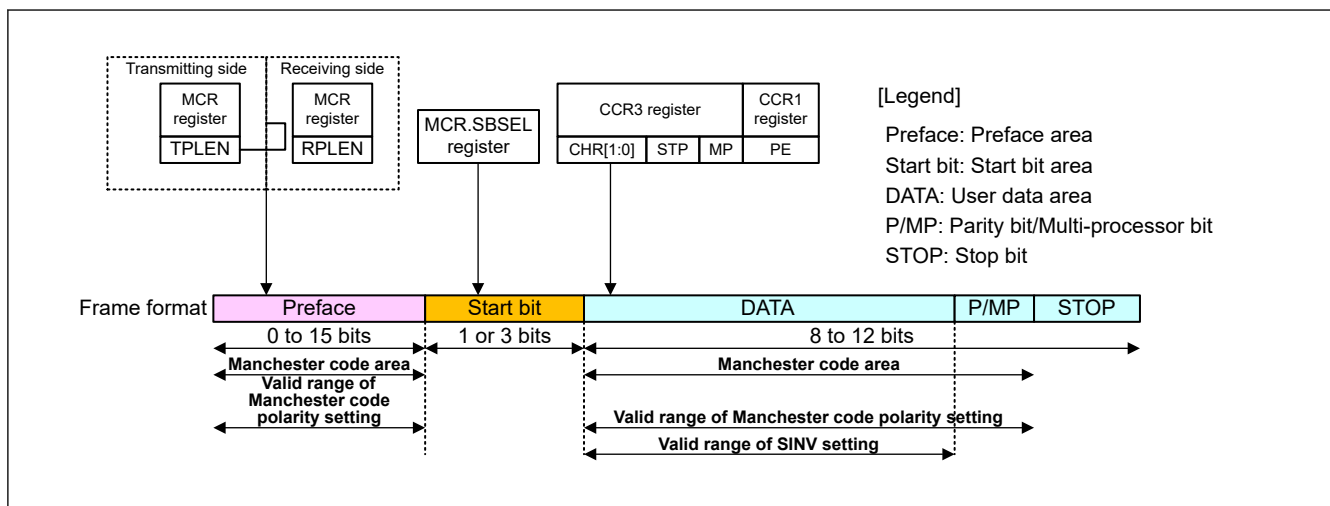 Transmitting side
Receiving side
MCR
register
TPLEN
MCR
register
RPLEN
MCR.SBSEL
register
CCR3 register
CCR1
register
CHR[1:0]
STP
MP
PE
[Legend]
Preface: Preface area
Start bit: Start bit area
DATA: User data area
P/MP: Parity bit/Multi-processor bit
STOP: Stop bit
Frame format
Preface
Start bit
DATA
P/MP
STOP
0 to 15 bits
1 or 3 bits
8 to 12 bits
Manchester code area
Manchester code area
Valid range of
Manchester code
polarity setting
Valid range of Manchester code polarity setting
Valid range of SINV setting